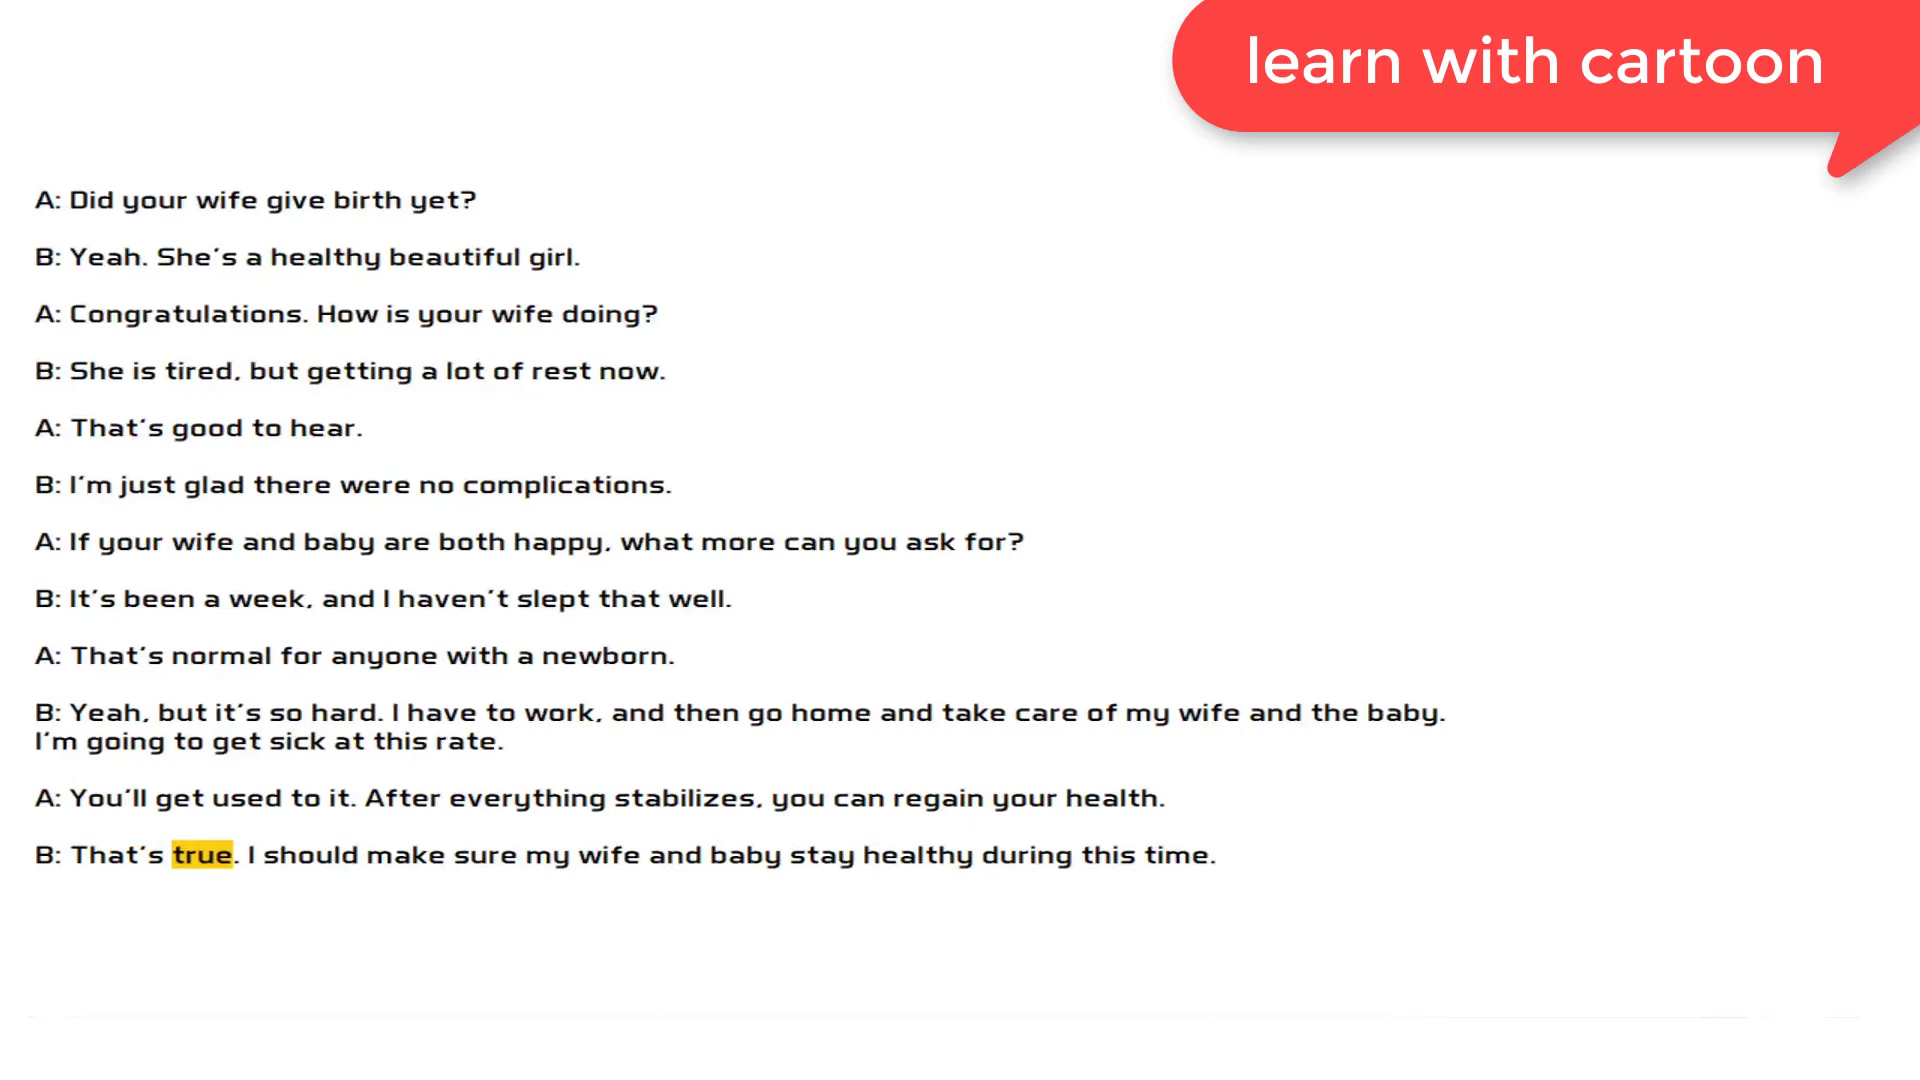 learn with cartoon
A: Did your wife give birth yet?
B: Yeah. She's a healthy beautiful girl.
A: Congratulations. How is your wife doing?
B: She is tired, but getting a lot of rest now.
A: That's good to hear.
B: I'm just glad there were no complications.
A: If your wife and baby are both happy, what more can you ask for?
B: It's been a week, and I haven't slept that well.
A: That's normal for anyone with a newborn.
B: Yeah, but it's so hard. I have to work, and then go home and take care of my wife and the baby.
I'm going to get sick at this rate.
A: You'll get used to it. After everything stabilizes, you can regain your health.
B: That's true. I should make sure my wife and baby stay healthy during this time.